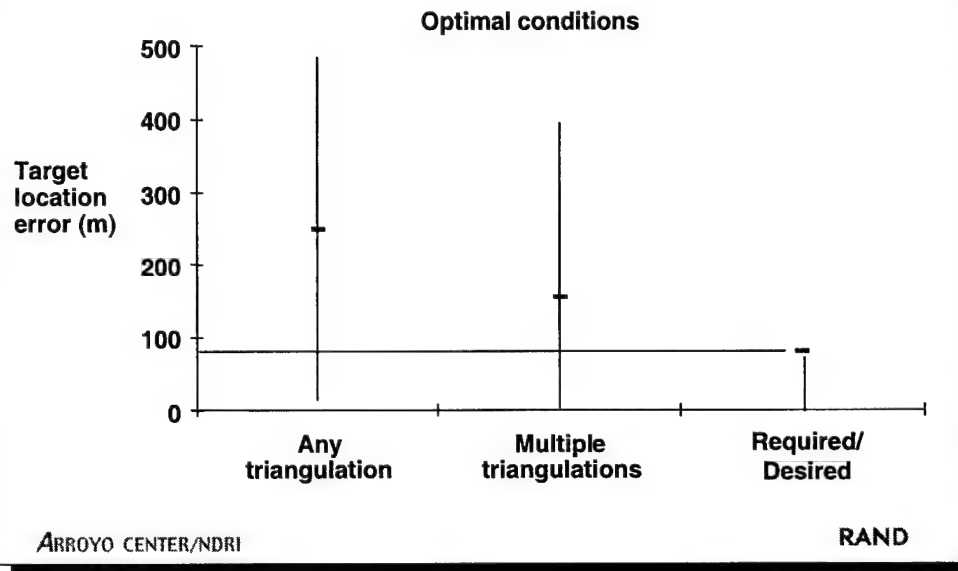 Optimal conditions
500
400
300
200
100
0
Target
location
error (m)
Any
triangulation
Multiple
triangulations
Required/
Desired
ARROYO CENTER/NDRI
RAND